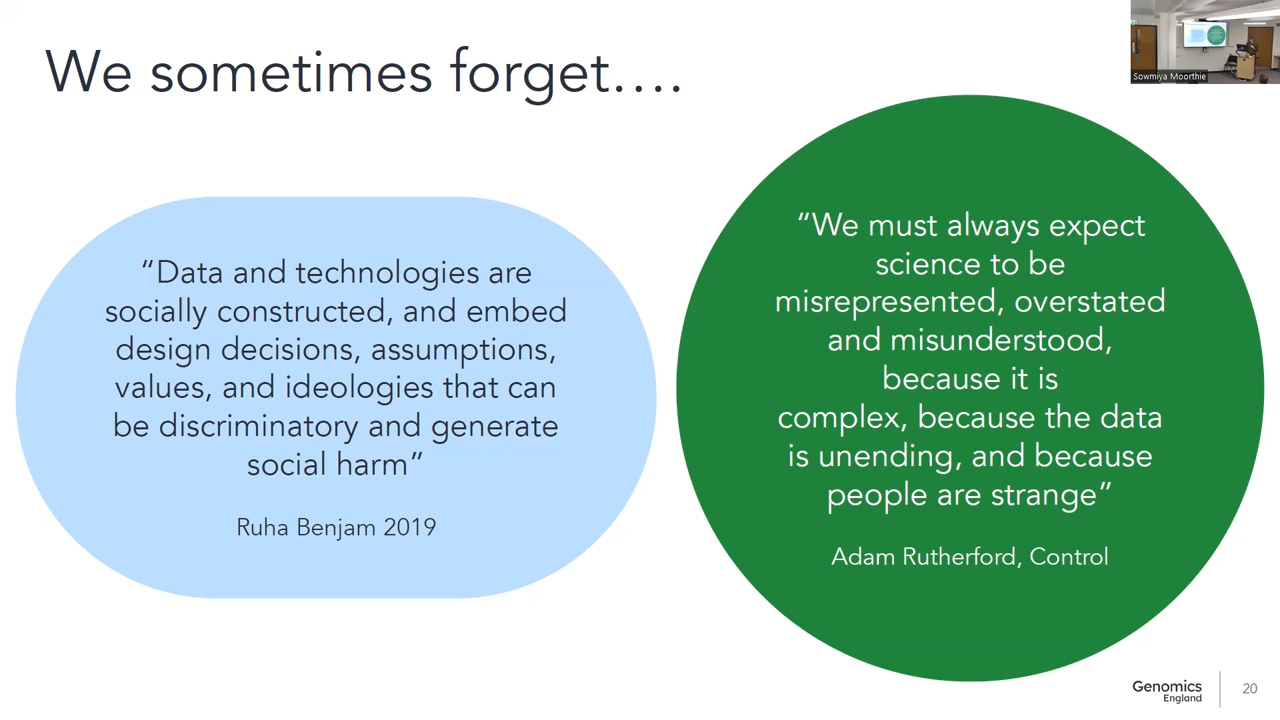 We sometimes forget....
Sowmiya Moorthie
“Data and technologies are
socially constructed, and embed
design decisions, assumptions,
values, and ideologies that can
be discriminatory and generate
social harm”
Ruha Benjam 2019
“We must always expect
science to be
misrepresented, overstated
and misunderstood,
because it is
complex, because the data
is unending, and because
people are strange”
Adam Rutherford, Control
Genomics
England
20